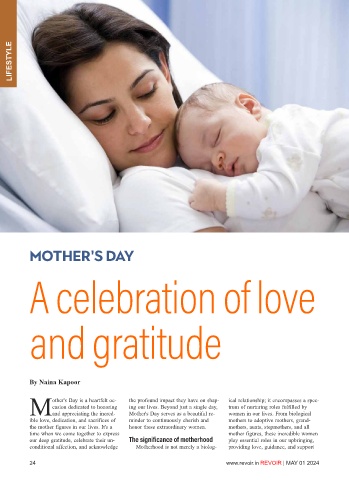 LIFESTYLE
MOTHER'S DAY
A celebration of love
and gratitude
By Naina Kapoor
Mother's Day is a heartfelt oc-
casion dedicated to honoring
and appreciating the incred-
ible love, dedication, and sacrifices of
the mother figures in our lives. It's a
time when we come together to express
our deep gratitude, celebrate their un-
conditional affection, and acknowledge
the profound impact they have on shap-
ing our lives. Beyond just a single day,
Mother's Day serves as a beautiful re-
minder to continuously cherish and
honor these extraordinary women.
The significance of motherhood
Motherhood is not merely a biolog-
ical relationship; it encompasses a spec-
trum of nurturing roles fulfilled by
women in our lives. From biological
mothers to adoptive mothers, grand-
mothers, aunts, stepmothers, and all
mother figures, these incredible women
play essential roles in our upbringing,
providing love, guidance, and support
24
www.revoir.in REVOIR | MAY 01 2024